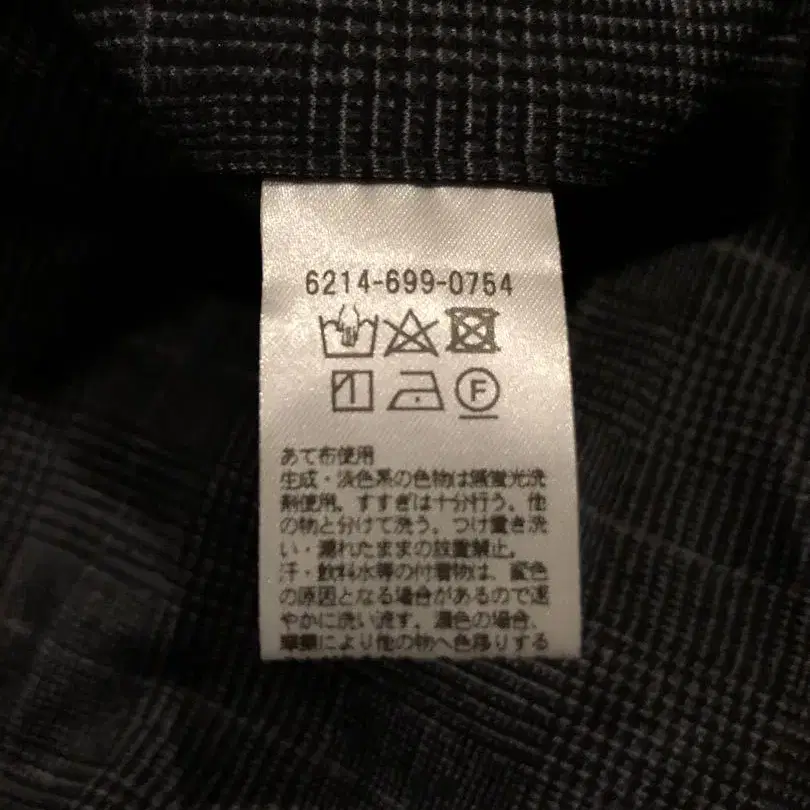 6214-699-0754
F
あて布使用
生成・淡色系の色物は無蛍光洗
剤使用。すすぎは十分行う。他
の物と分けて洗う。つけ置き洗
い・濡れたままの放置禁止。
汗・飲料水等の付着物は、変色
の原因となる場合があるので速
やかに洗い流す。濃色の場合、
摩擦により他の物へ色移りする